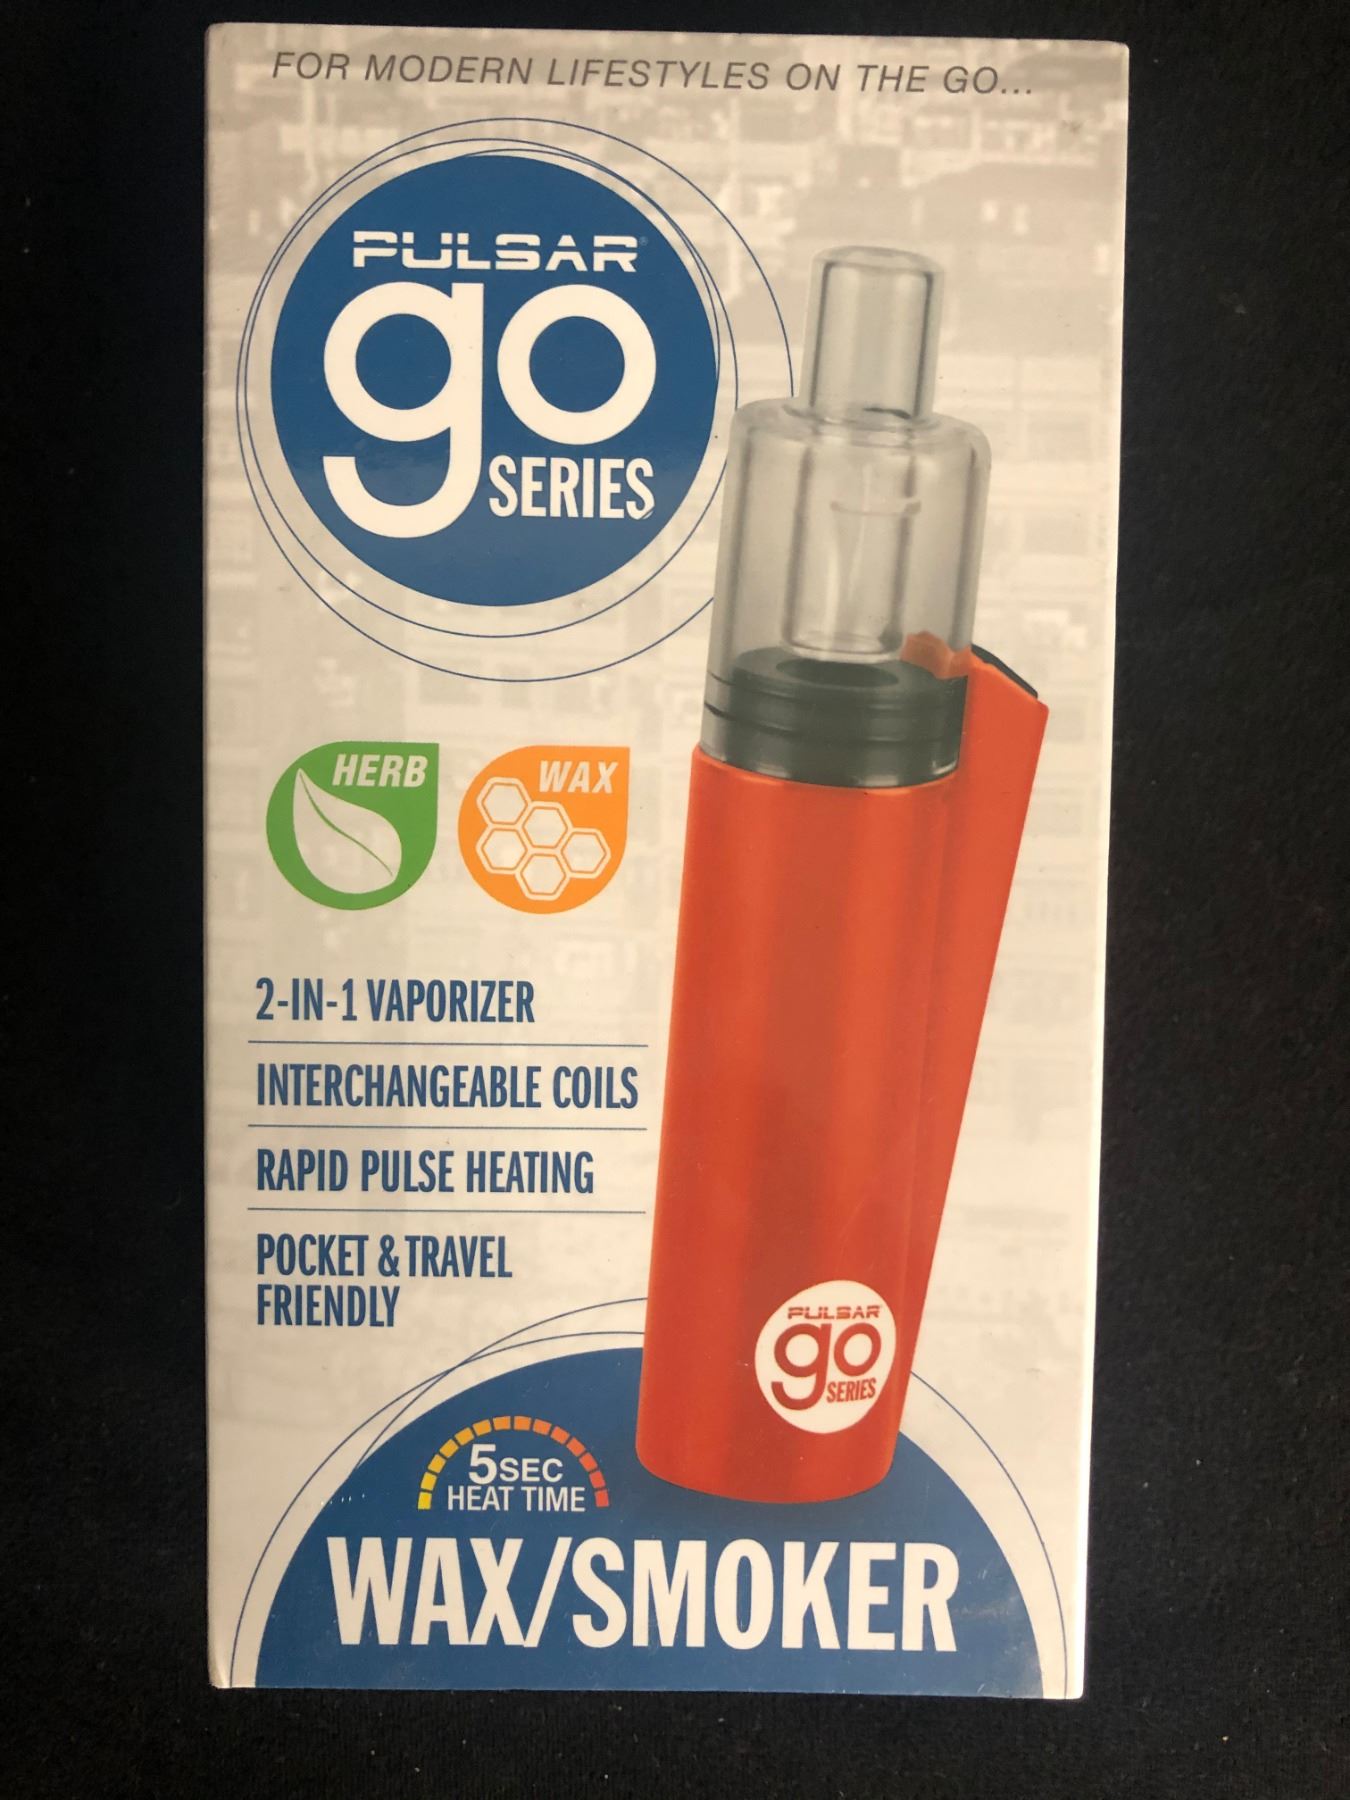 FOR MODERN LIFESTYLES ON THE GO...
PULSAR®
go
SERIES
HERB
WAX
2-IN-1 VAPORIZER
INTERCHANGEABLE COILS
RAPID PULSE HEATING
POCKET & TRAVEL
FRIENDLY
PULSAR
go
SERIES
5SEC
HEAT TIME
WAX/SMOKER